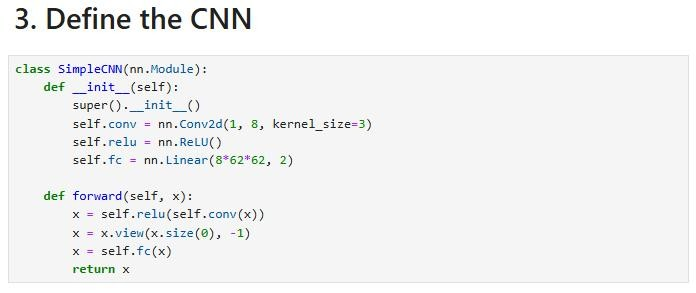 3. Define the CNN
class SimpleCNN(nn.Module):
    def __init__(self):
        super().__init__()
        self.conv = nn.Conv2d(1, 8, kernel_size=3)
        self.relu = nn.ReLU()
        self.fc = nn.Linear(8*62*62, 2)

    def forward(self, x):
        x = self.relu(self.conv(x))
        x = x.view(x.size(0), -1)
        x = self.fc(x)
        return x